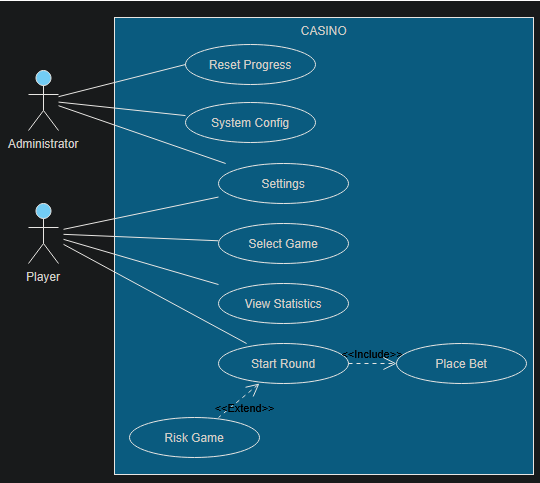 CASINO
Reset Progress
System Config
Administrator
Settings
Select Game
Player
View Statistics
Start Round
<<Include>>
Place Bet
<<Extend>>
Risk Game